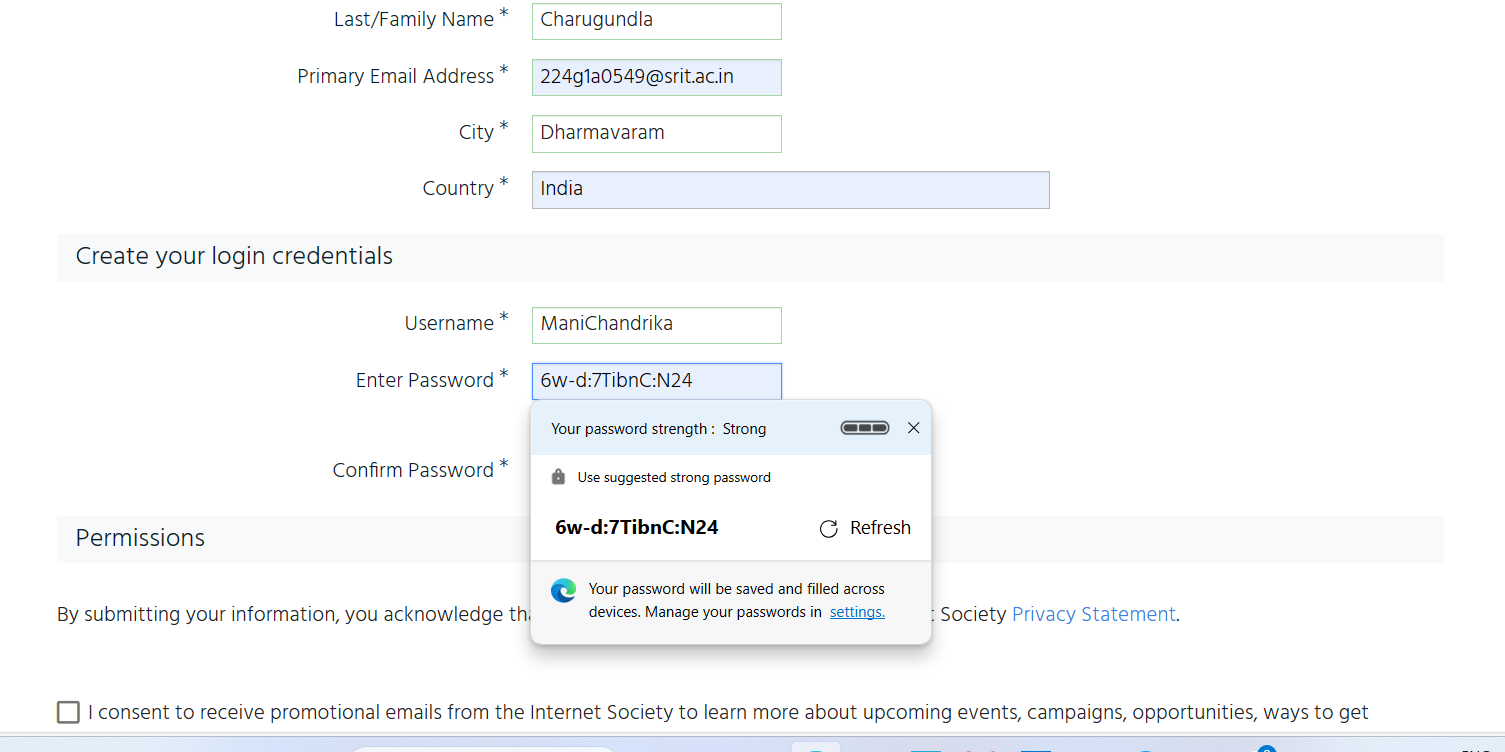 Last/Family Name *
Charugundla
Primary Email Address *
224g1a0549@srit.ac.in
City *
Dharmavaram
Country *
India
Create your login credentials
Username *
ManiChandrika
Enter Password *
6w-d:7TibnC:N24
Your password strength : Strong
Use suggested strong password
Confirm Password *
6w-d:7TibnC:N24
Refresh
Permissions
Your password will be saved and filled across
devices. Manage your passwords in settings.
By submitting your information, you acknowledge
Society Privacy Statement.
I consent to receive promotional emails from the Internet Society to learn more about upcoming events, campaigns, opportunities, ways to get